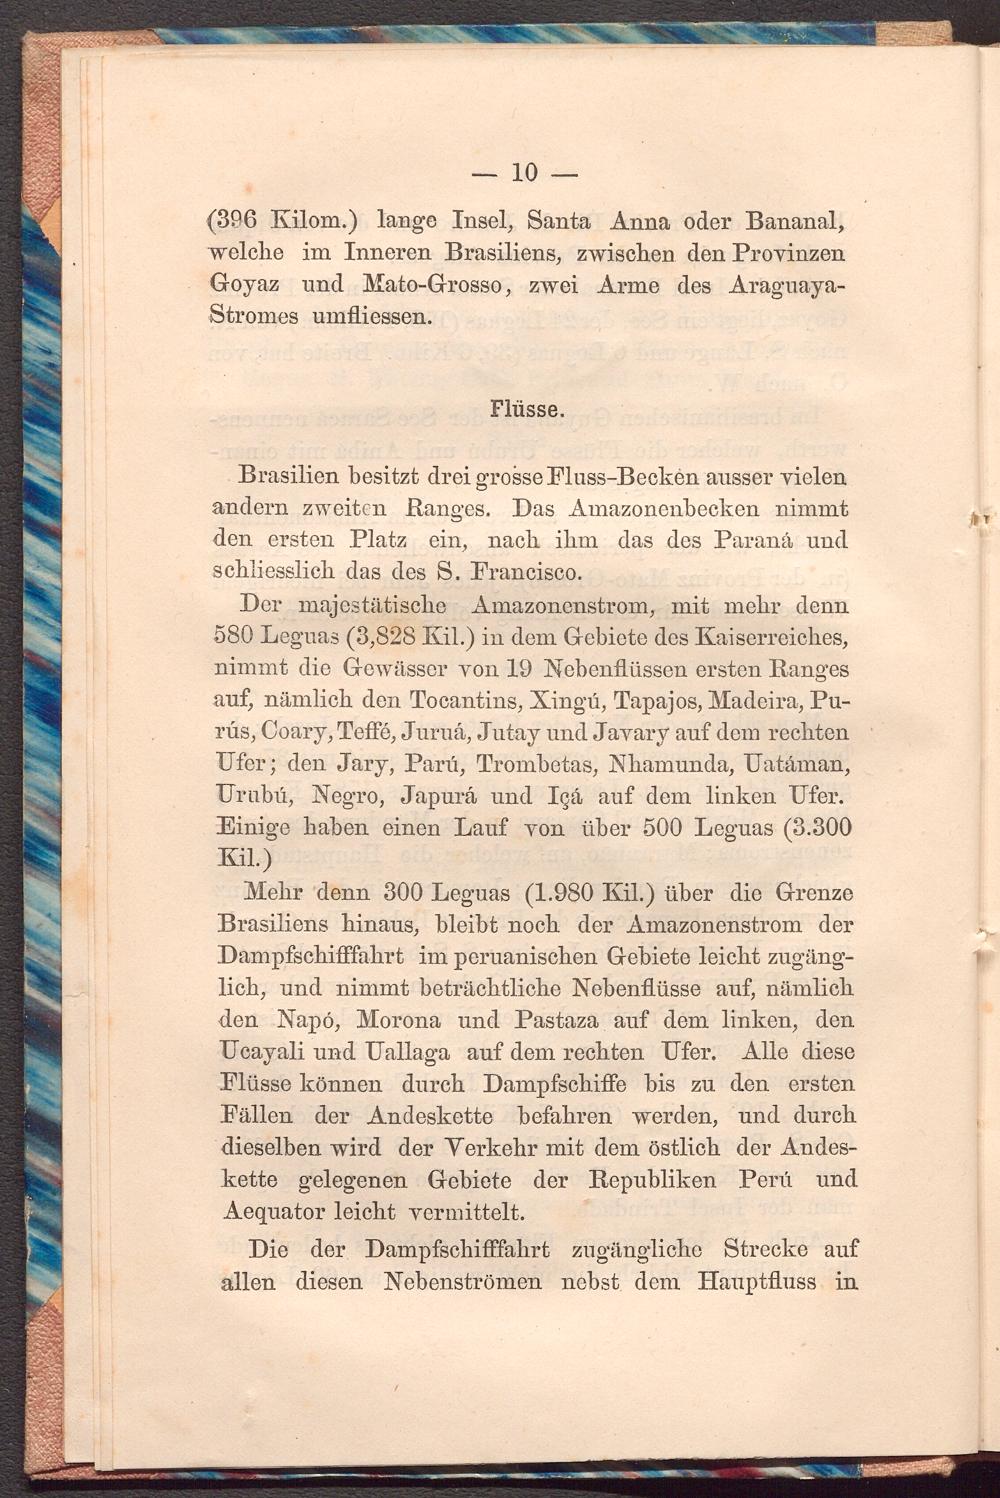 — 10 —
(396 Kilom.) lange Insel, Santa Anna oder Bananal,
welche im Inneren Brasiliens, zwischen den Provinzen
Goyaz und Mato-Grosso, zwei Arme des Araguaya-
Stromes umfliessen.
Flüsse.
Brasilien besitzt drei grosse Fluss-Becken ausser vielen
andern zweiten Ranges. Das Amazonenbecken nimmt
den ersten Platz ein, nach ihm das des Paraná und
schliesslich das des S. Francisco.
Der majestätische Amazonenstrom, mit mehr denn
580 Leguas (3,828 Kil.) in dem Gebiete des Kaiserreiches,
nimmt die Gewässer von 19 Nebenflüssen ersten Ranges
auf, nämlich den Tocantins, Xingú, Tapajos, Madeira, Pu-
rús, Coary, Teffé, Juruá, Jutay und Javary auf dem rechten
Ufer; den Jary, Parú, Trombetas, Nhamunda, Uatáman,
Urubú, Negro, Japurá und Içá auf dem linken Ufer.
Einige haben einen Lauf von über 500 Leguas (3.300
Kil.)
Mehr denn 300 Leguas (1.980 Kil.) über die Grenze
Brasiliens hinaus, bleibt noch der Amazonenstrom der
Dampfschifffahrt im peruanischen Gebiete leicht zugäng-
lich, und nimmt beträchtliche Nebenflüsse auf, nämlich
den Napó, Morona und Pastaza auf dem linken, den
Ucayali und Uallaga auf dem rechten Ufer. Alle diese
Flüsse können durch Dampfschiffe bis zu den ersten
Fällen der Andeskette befahren werden, und durch
dieselben wird der Verkehr mit dem östlich der Andes-
kette gelegenen Gebiete der Republiken Perú und
Aequator leicht vermittelt.
Die der Dampfschifffahrt zugängliche Strecke auf
allen diesen Nebenströmen nebst dem Hauptfluss in